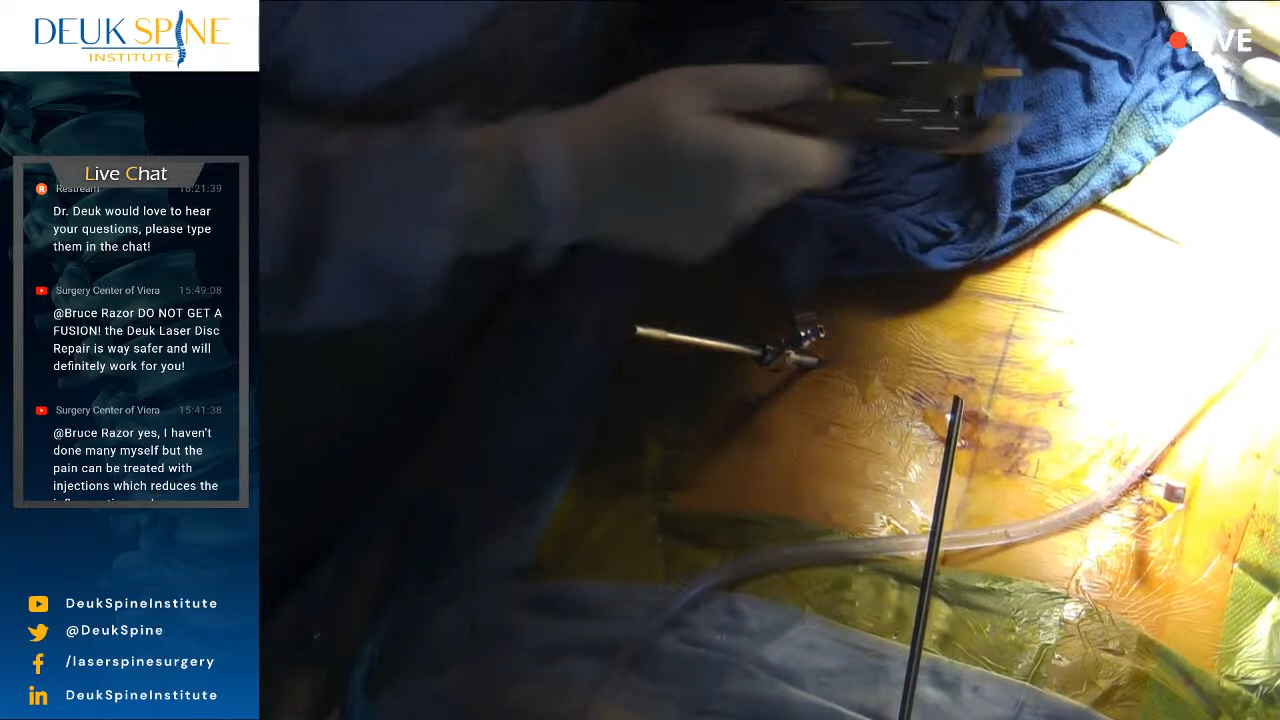 DEUK SPINE
INSTITUTE
LIVE
Live Chat
Restream 16:21:39
Dr. Deuk would love to hear
your questions, please type
them in the chat!
Surgery Center of Viera 15:49:08
@Bruce Razor DO NOT GET A
FUSION! the Deuk Laser Disc
Repair is way safer and will
definitely work for you!
Surgery Center of Viera 15:41:38
@Bruce Razor yes, I haven't
done many myself but the
pain can be treated with
injections which reduces the
DeukSpineInstitute
@DeukSpine
/laserspinesurgery
DeukSpineInstitute